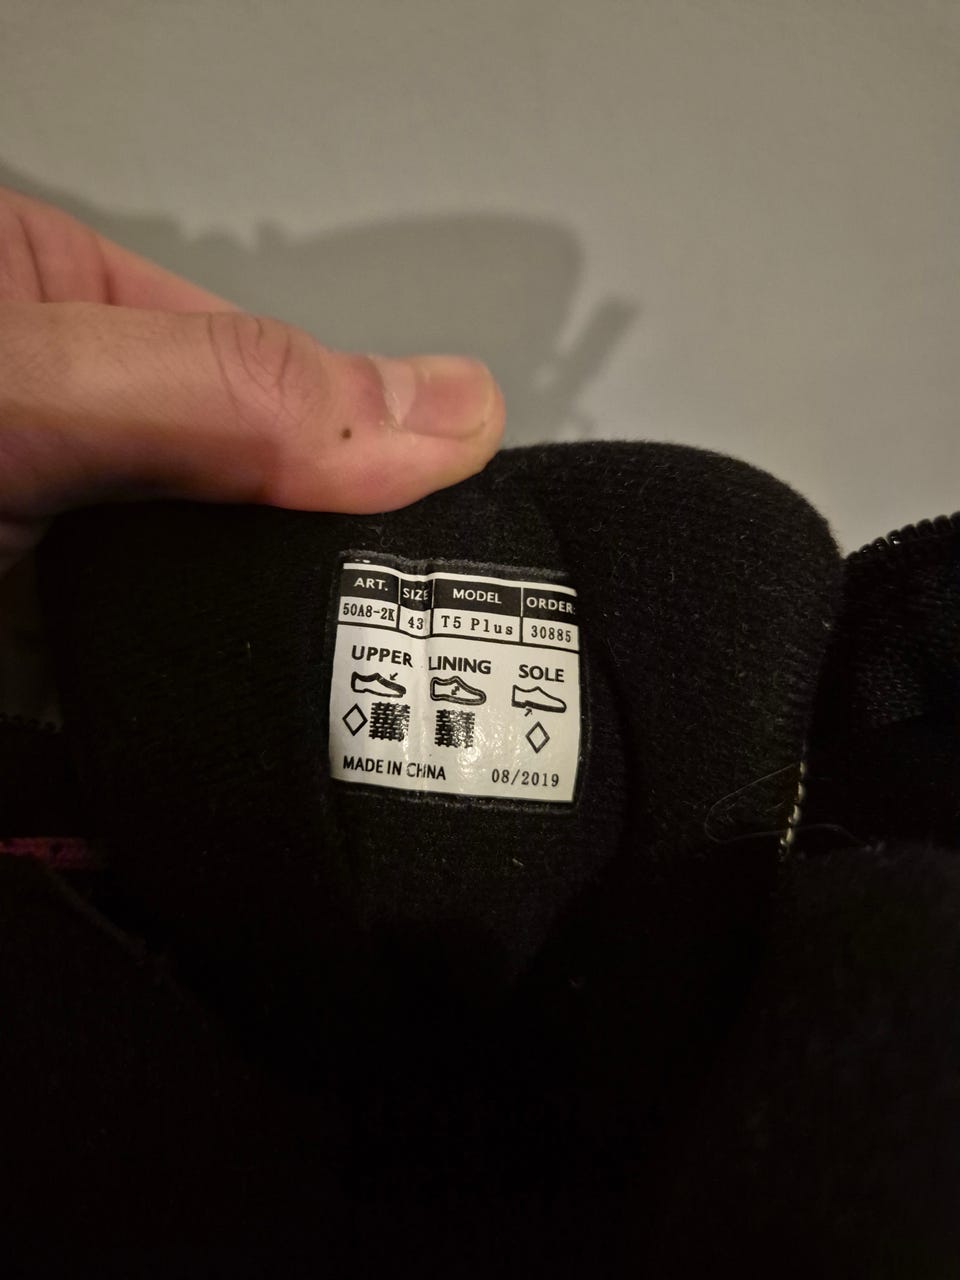 ART. SIZE MODEL ORDER:
50A8-2K 43 T5 Plus 30885
UPPER LINING SOLE
MADE IN CHINA 08/2019